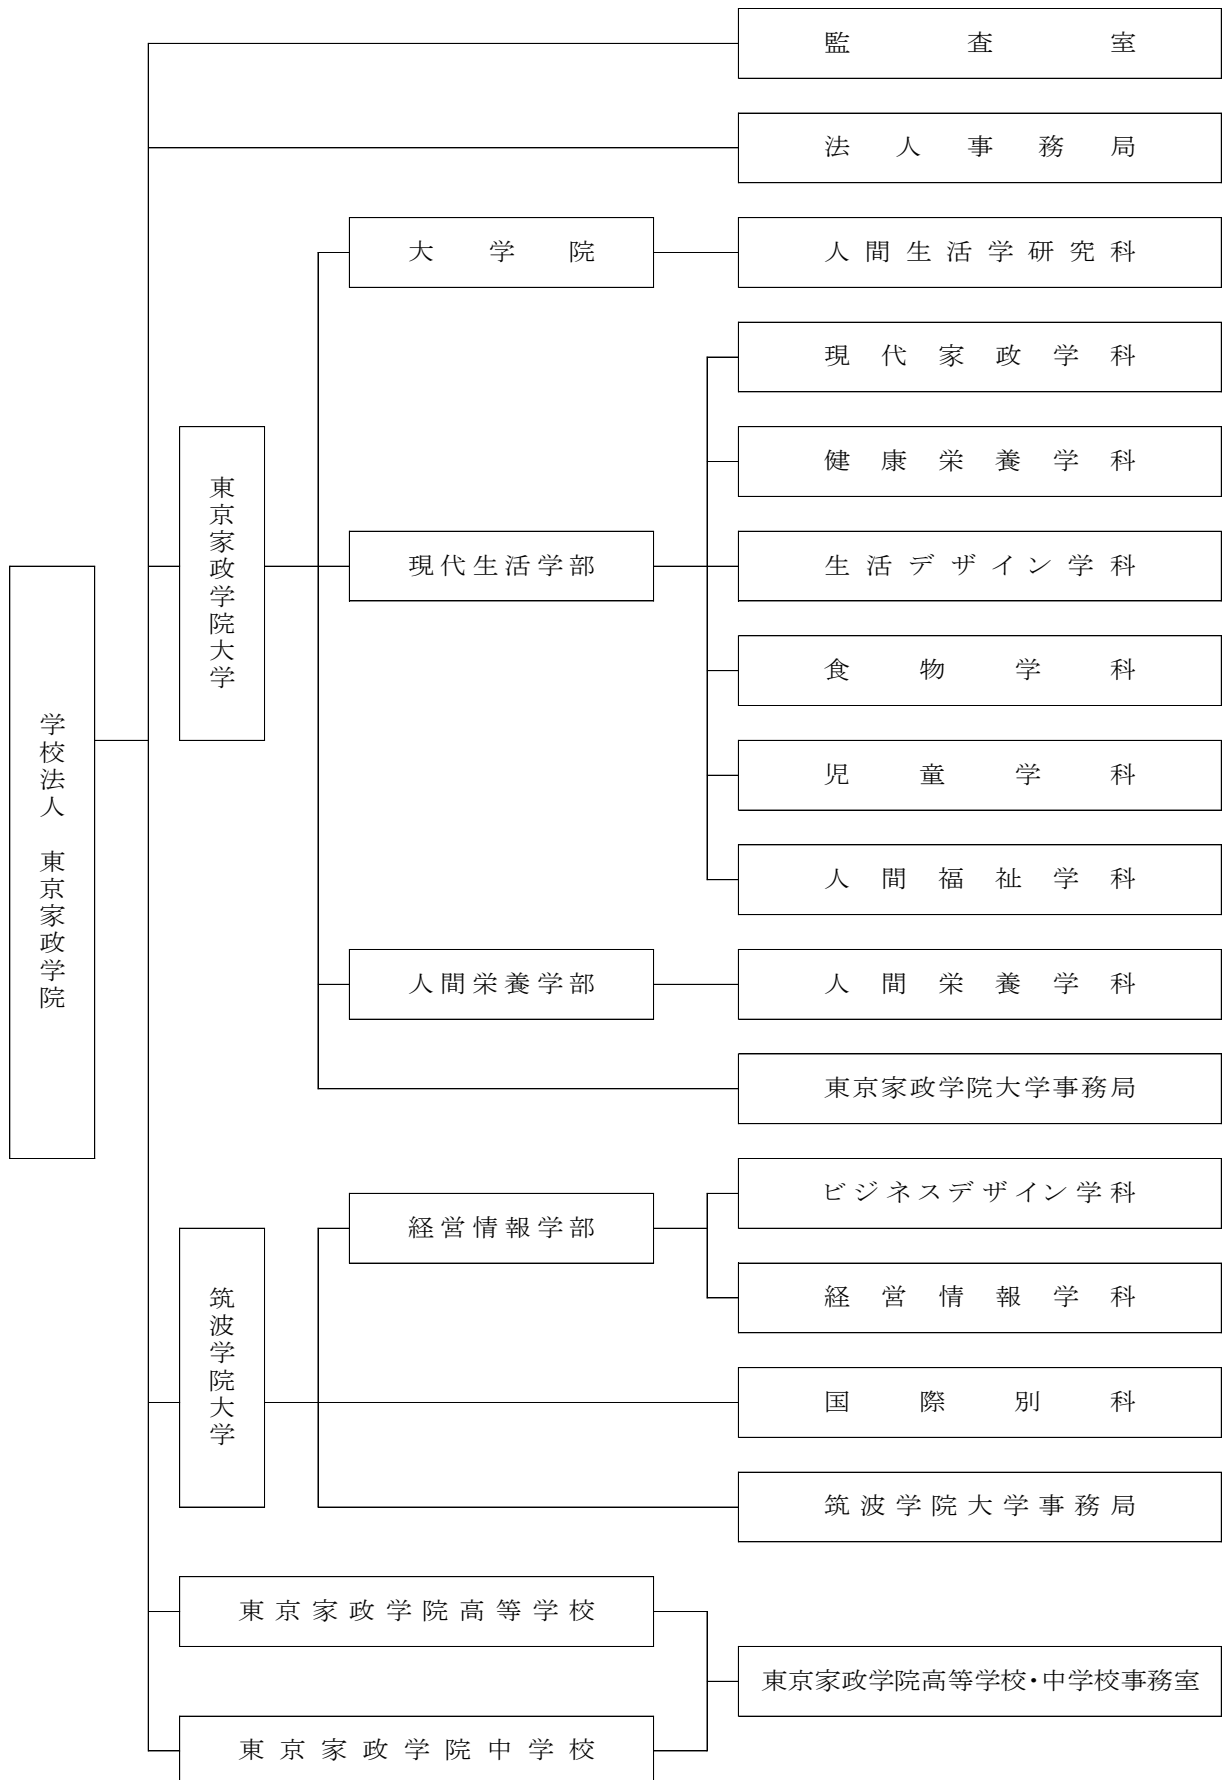 監査室
法人事務局
大学院
人間生活学研究科
現代家政学科
健康栄養学科
東京家政学院大学
現代生活学部
生活デザイン学科
食物学科
学校法人　東京家政学院
児童学科
人間福祉学科
人間栄養学部
人間栄養学科
東京家政学院大学事務局
ビジネスデザイン学科
経営情報学部
経営情報学科
筑波学院大学
国際別科
筑波学院大学事務局
東京家政学院高等学校
東京家政学院高等学校・中学校事務室
東京家政学院中学校